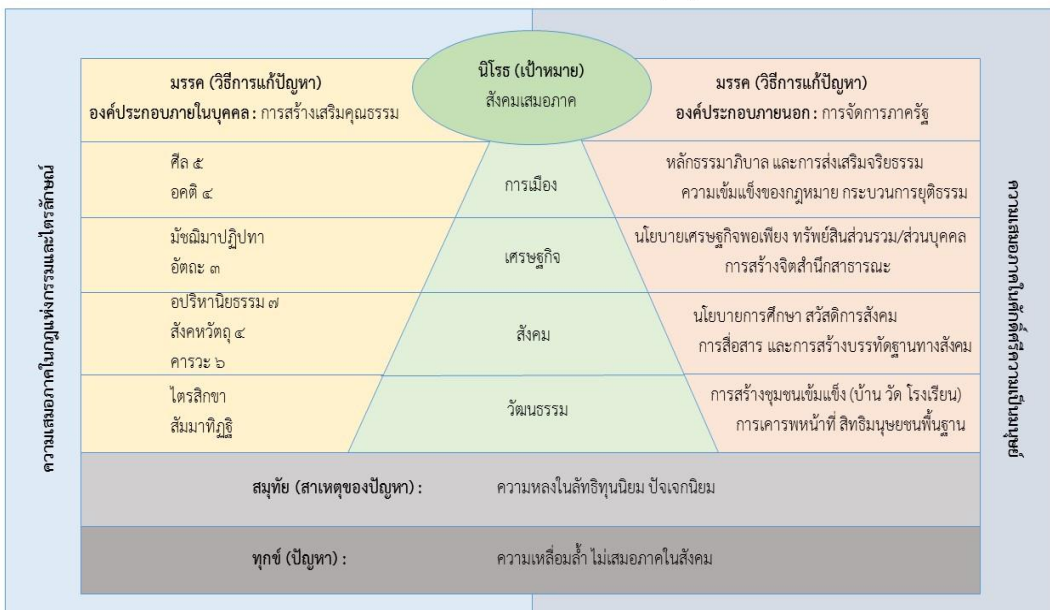 นิโรธ (เป้าหมาย)
สังคมเสมอภาค
มรรค (วิธีการแก้ปัญหา)
องค์ประกอบภายในบุคคล : การสร้างเสริมคุณธรรม
มรรค (วิธีการแก้ปัญหา)
องค์ประกอบภายนอก : การจัดการภาครัฐ
ศีล ๕
อคติ ๔
การเมือง
หลักธรรมาภิบาล และการส่งเสริมจริยธรรม
ความเข้มแข็งของกฎหมาย กระบวนการยุติธรรม
มัชฌิมาปฏิปทา
อัตถะ ๓
เศรษฐกิจ
นโยบายเศรษฐกิจพอเพียง ทรัพย์สินส่วนรวม/ส่วนบุคคล
การสร้างจิตสำนึกสาธารณะ
อปริหานิยธรรม ๗
สังคหวัตถุ ๔
คารวะ ๖
สังคม
นโยบายการศึกษา สวัสดิการสังคม
การสื่อสาร และการสร้างบรรทัดฐานทางสังคม
ไตรสิกขา
สัมมาทิฏฐิ
วัฒนธรรม
การสร้างชุมชนเข้มแข็ง (บ้าน วัด โรงเรียน)
การเคารพหน้าที่ สิทธิมนุษยชนพื้นฐาน
สมุทัย (สาเหตุของปัญหา) : ความหลงในลัทธิทุนนิยม ปัจเจกนิยม
ทุกข์ (ปัญหา) : ความเหลื่อมล้ำ ไม่เสมอภาคในสังคม
ความเสมอภาคในกฎแห่งกรรมและไตรลักษณ์
ความเสมอภาคในศักดิ์ศรีความเป็นมนุษย์